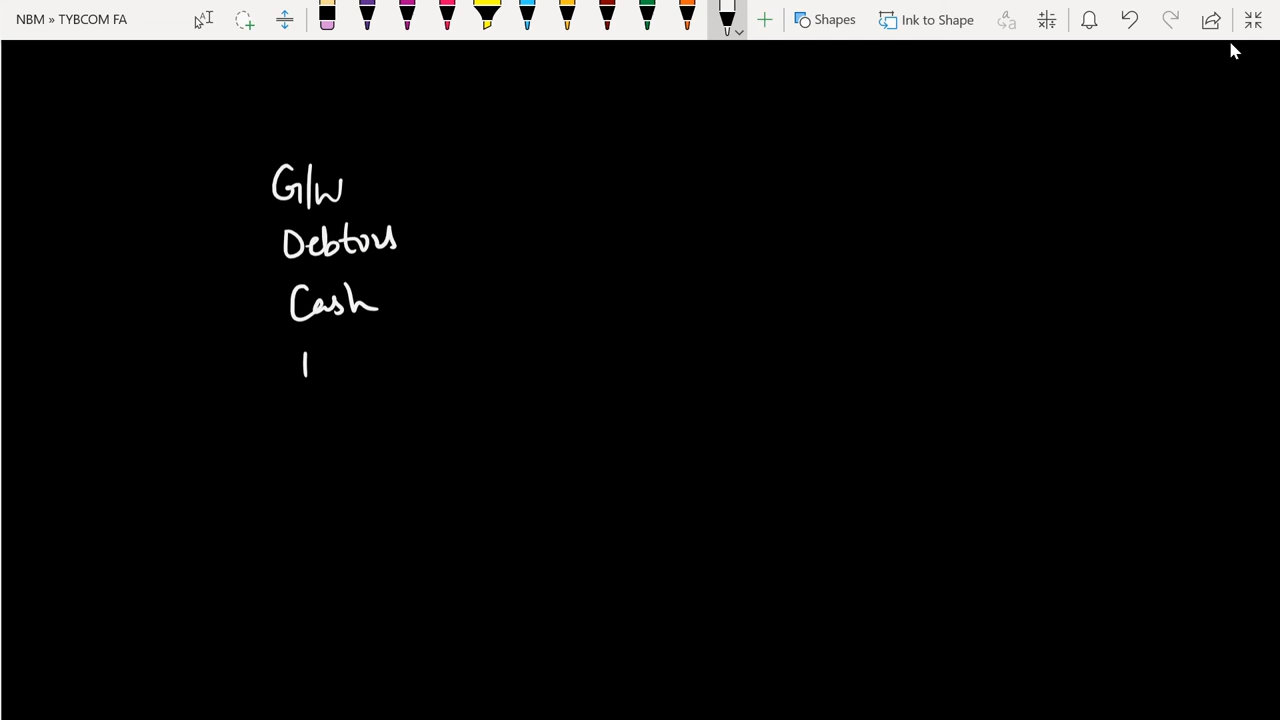 NBM » TYBCOM FA
Shapes
Ink to Shape
G/W
Debtors
Cash